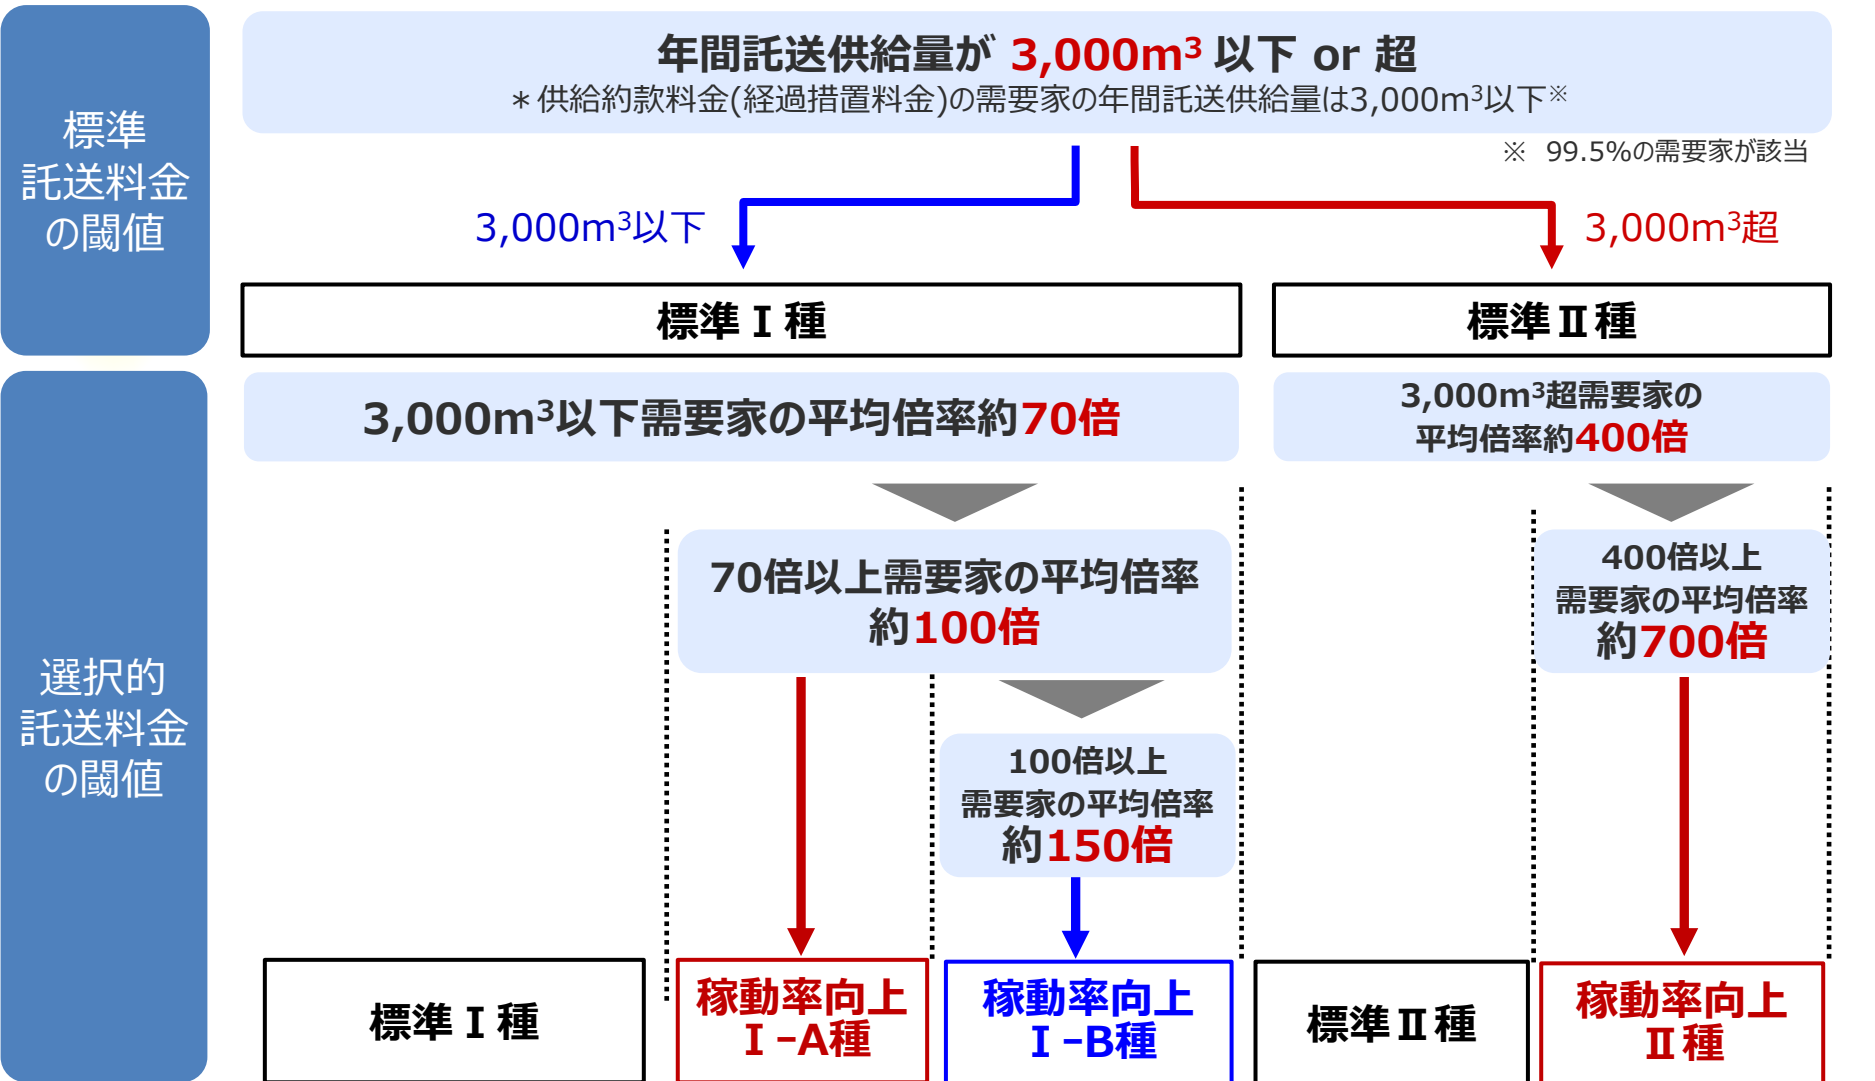 標準
託送料金
の閾値
年間託送供給量が 3,000m³ 以下 or 超
＊供給約款料金(経過措置料金)の需要家の年間託送供給量は3,000m³以下※
※ 99.5%の需要家が該当
3,000m³以下
3,000m³超
標準Ⅰ種
標準Ⅱ種
選択的
託送料金
の閾値
3,000m³以下需要家の平均倍率約70倍
3,000m³超需要家の
平均倍率約400倍
70倍以上需要家の平均倍率
約100倍
400倍以上
需要家の平均倍率
約700倍
100倍以上
需要家の平均倍率
約150倍
標準Ⅰ種
稼動率向上
Ⅰ-A種
稼動率向上
Ⅰ-B種
標準Ⅱ種
稼動率向上
Ⅱ種